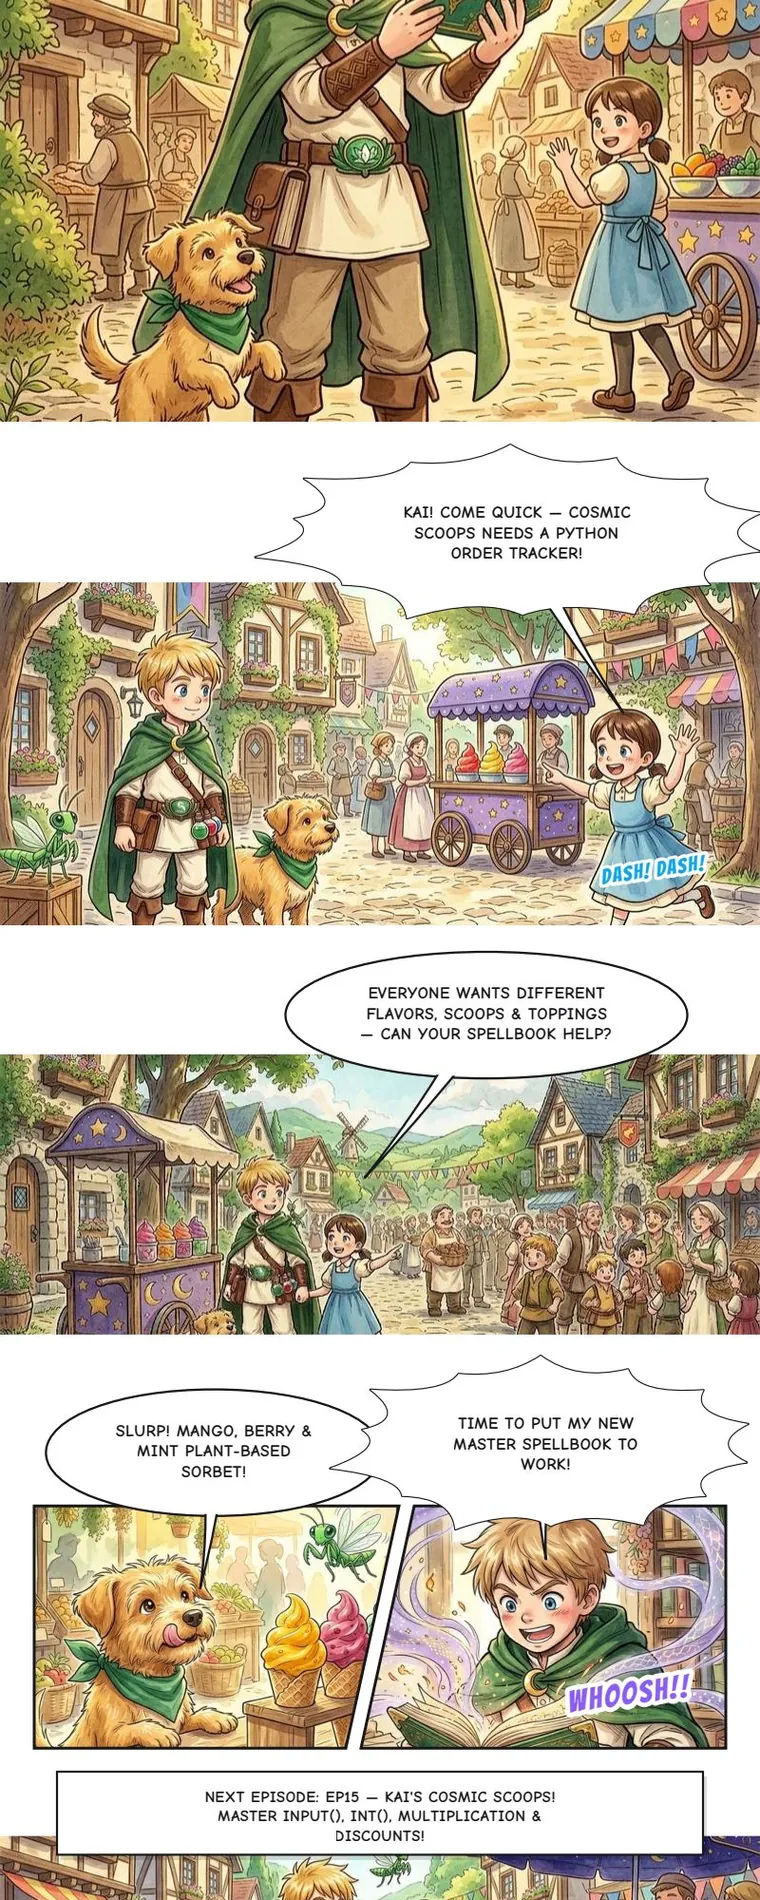 KAI! COME QUICK — COSMIC
SCOOPS NEEDS A PYTHON
ORDER TRACKER!
DASH! DASH!
EVERYONE WANTS DIFFERENT
FLAVORS, SCOOPS & TOPPINGS
— CAN YOUR SPELLBOOK HELP?
SLURP! MANGO, BERRY &
MINT PLANT-BASED
SORBET!
TIME TO PUT MY NEW
MASTER SPELLBOOK TO
WORK!
WHOOSH!!
NEXT EPISODE: EP15 — KAI'S COSMIC SCOOPS!
MASTER INPUT(), INT(), MULTIPLICATION &
DISCOUNTS!